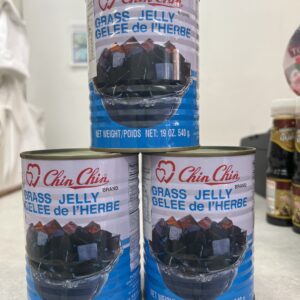 Chin Chin
BRAND
GRASS JELLY
GELEE de l'HERBE
NET WEIGHT/POIDS NET: 19 OZ. 540 g
Chin Chin
BRAND
GRASS JELLY
GELEE de l'HERBE
Chin Chin
BRAND
GRASS JELLY
GELEE de l'HERBE